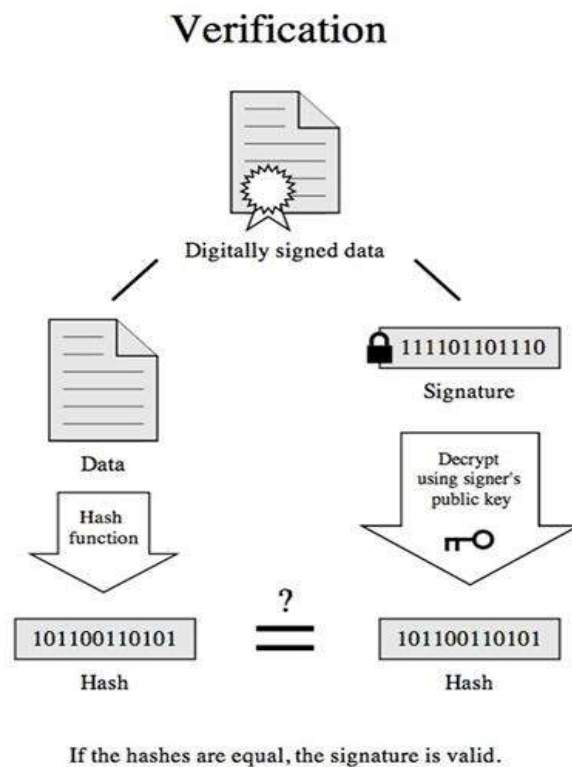 Verification
Digitally signed data
111101101110
Signature
Data
Decrypt
using signer's
public key
Hash
function
?
101100110101
101100110101
Hash
Hash
If the hashes are equal, the signature is valid.